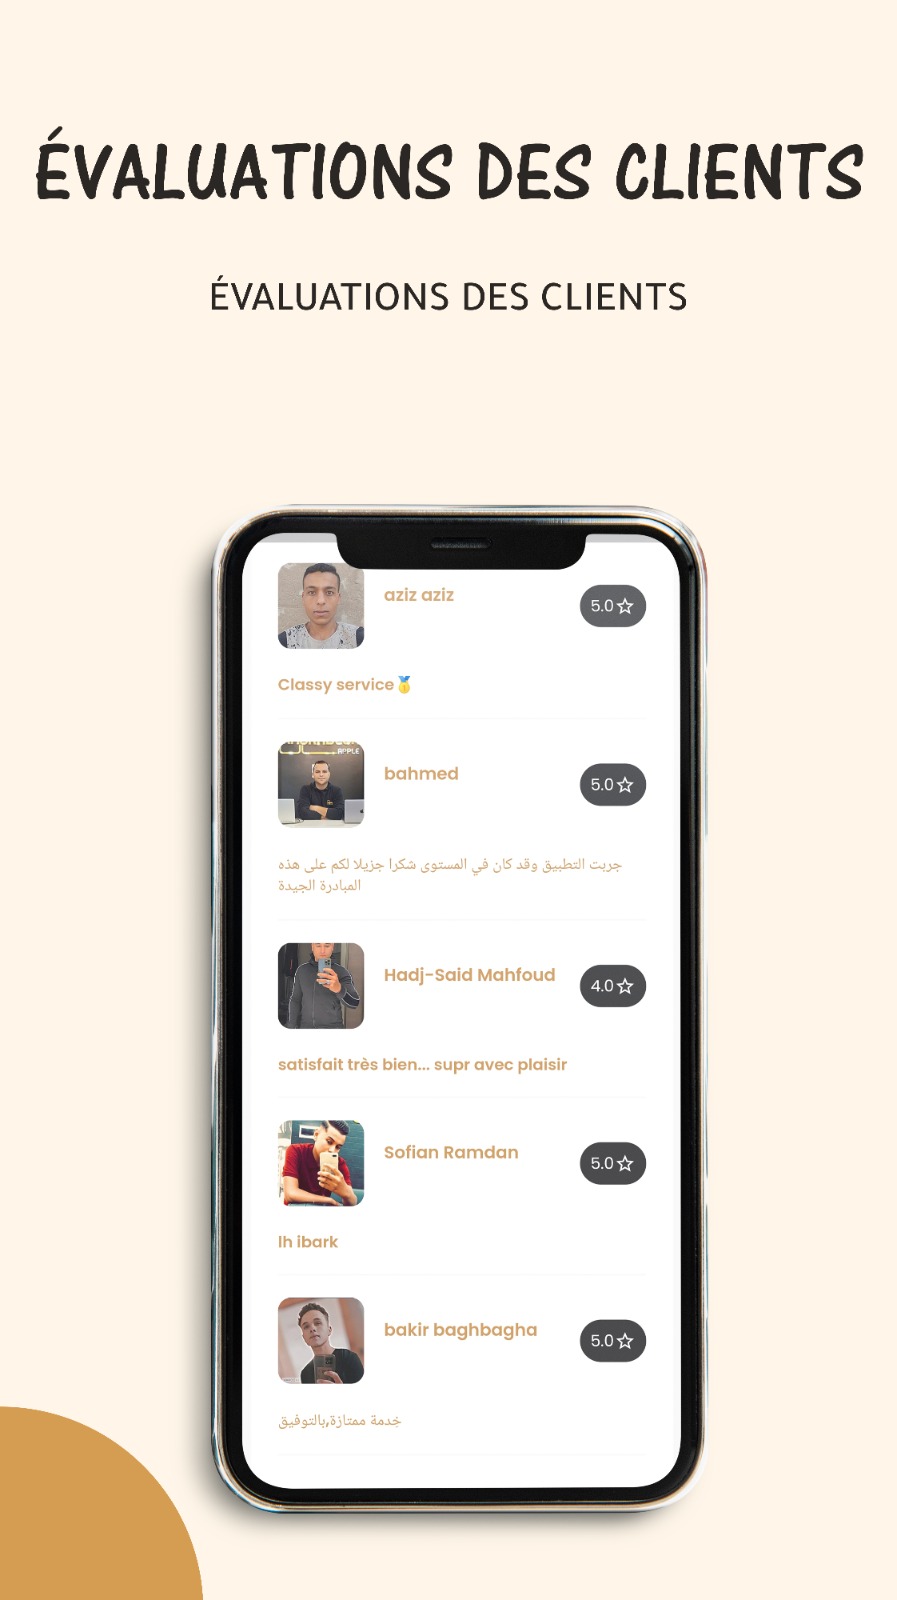 ÉVALUATIONS DES CLIENTS
ÉVALUATIONS DES CLIENTS
aziz aziz
5.0
Classy service🥇
APPLE
bahmed
5.0
جربت التطبيق وقد كان في المستوى شكرا جزيلا لكم على هذه
المبادرة الجيدة
Hadj-Said Mahfoud
4.0
satisfait très bien... supr avec plaisir
Sofian Ramdan
5.0
lh ibark
bakir baghbagha
5.0
خدمة ممتازة,بالتوفيق